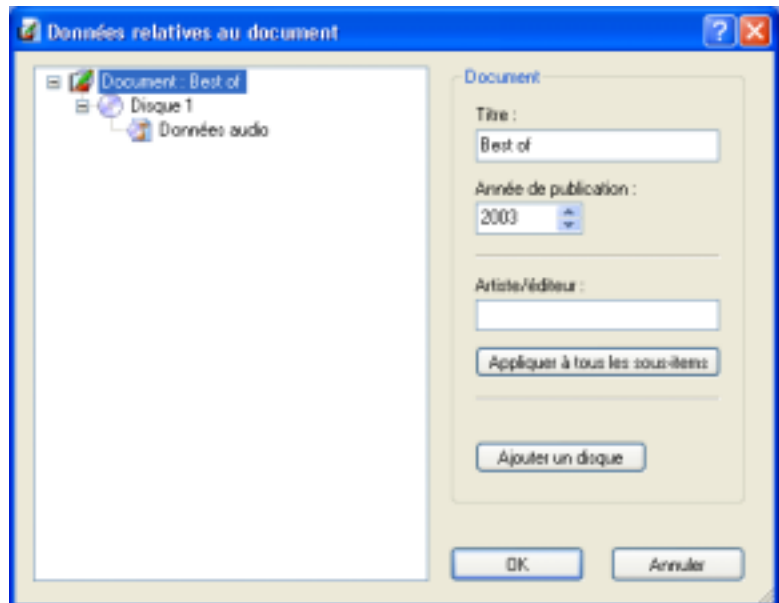 Données relatives au document
Document : Best of
Disque 1
Données audio
Document
Titre :
Best of
Année de publication :
2003
Artiste/éditeur :
Appliquer à tous les sous-items
Ajouter un disque
OK
Annuler